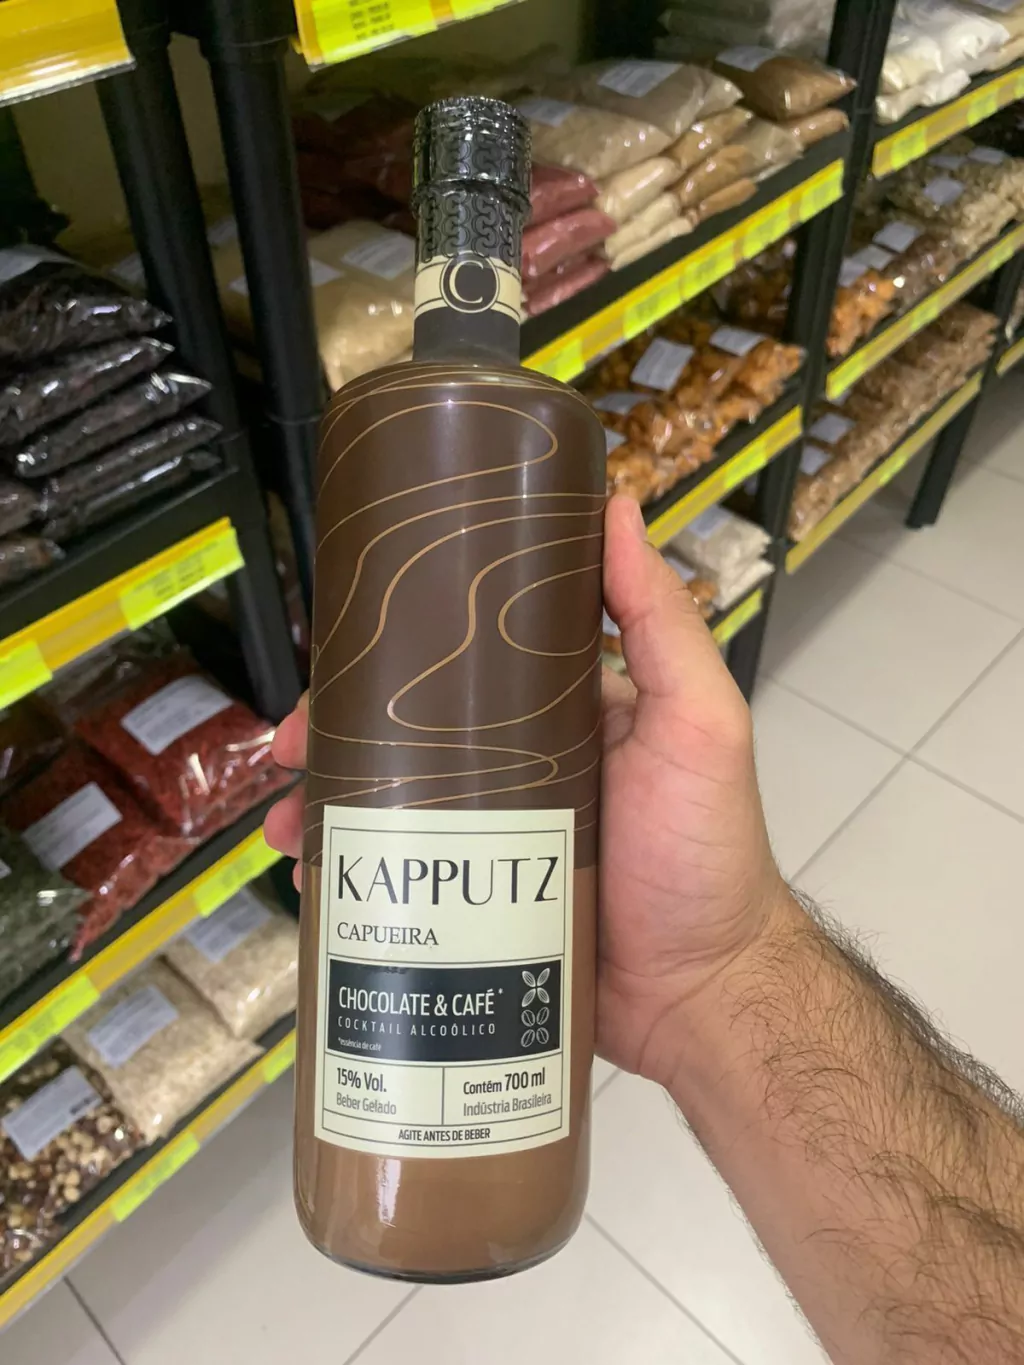 C
KAPPUTZ
CAPUEIRA
CHOCOLATE & CAFÉ*
COCKTAIL ALCOÓLICO
*essência de café
15% Vol.
Beber Gelado
Contém 700 ml
Indústria Brasileira
AGITE ANTES DE BEBER